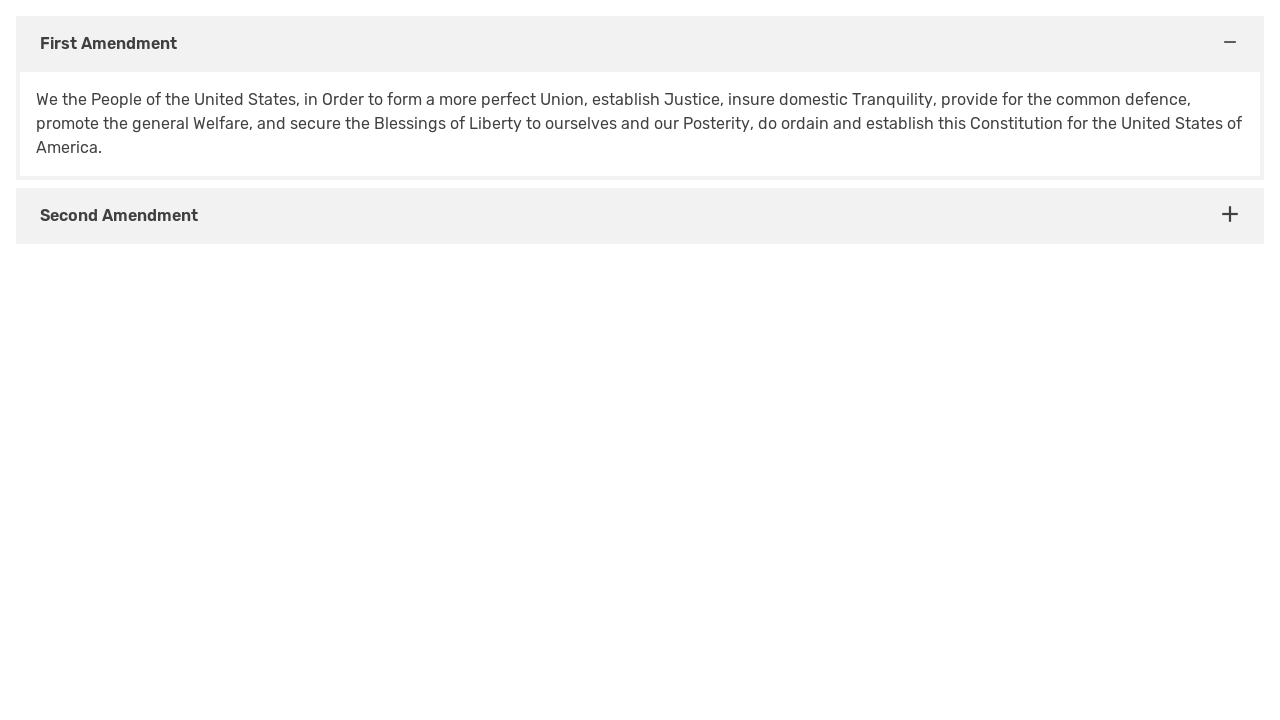 First Amendment
We the People of the United States, in Order to form a more perfect Union, establish Justice, insure domestic Tranquility, provide for the common defence,
promote the general Welfare, and secure the Blessings of Liberty to ourselves and our Posterity, do ordain and establish this Constitution for the United States of
America.
Second Amendment